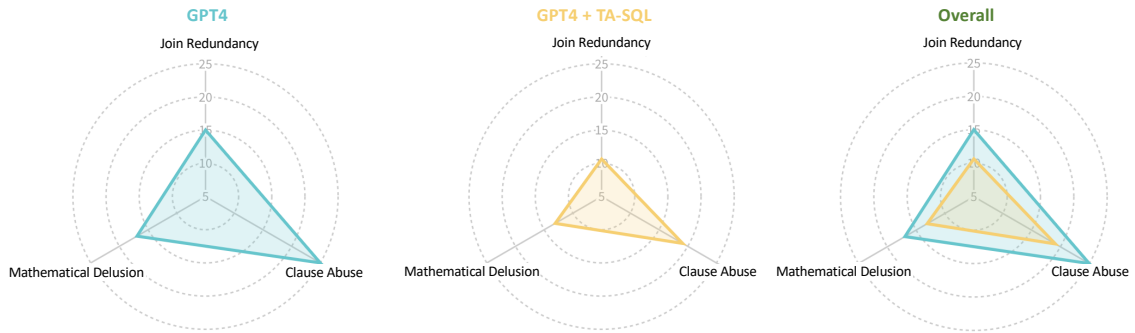 GPT4
Join Redundancy
25
20
15
10
5
Mathematical Delusion
Clause Abuse
GPT4 + TA-SQL
Join Redundancy
25
20
15
10
5
Mathematical Delusion
Clause Abuse
Overall
Join Redundancy
25
20
15
10
5
Mathematical Delusion
Clause Abuse